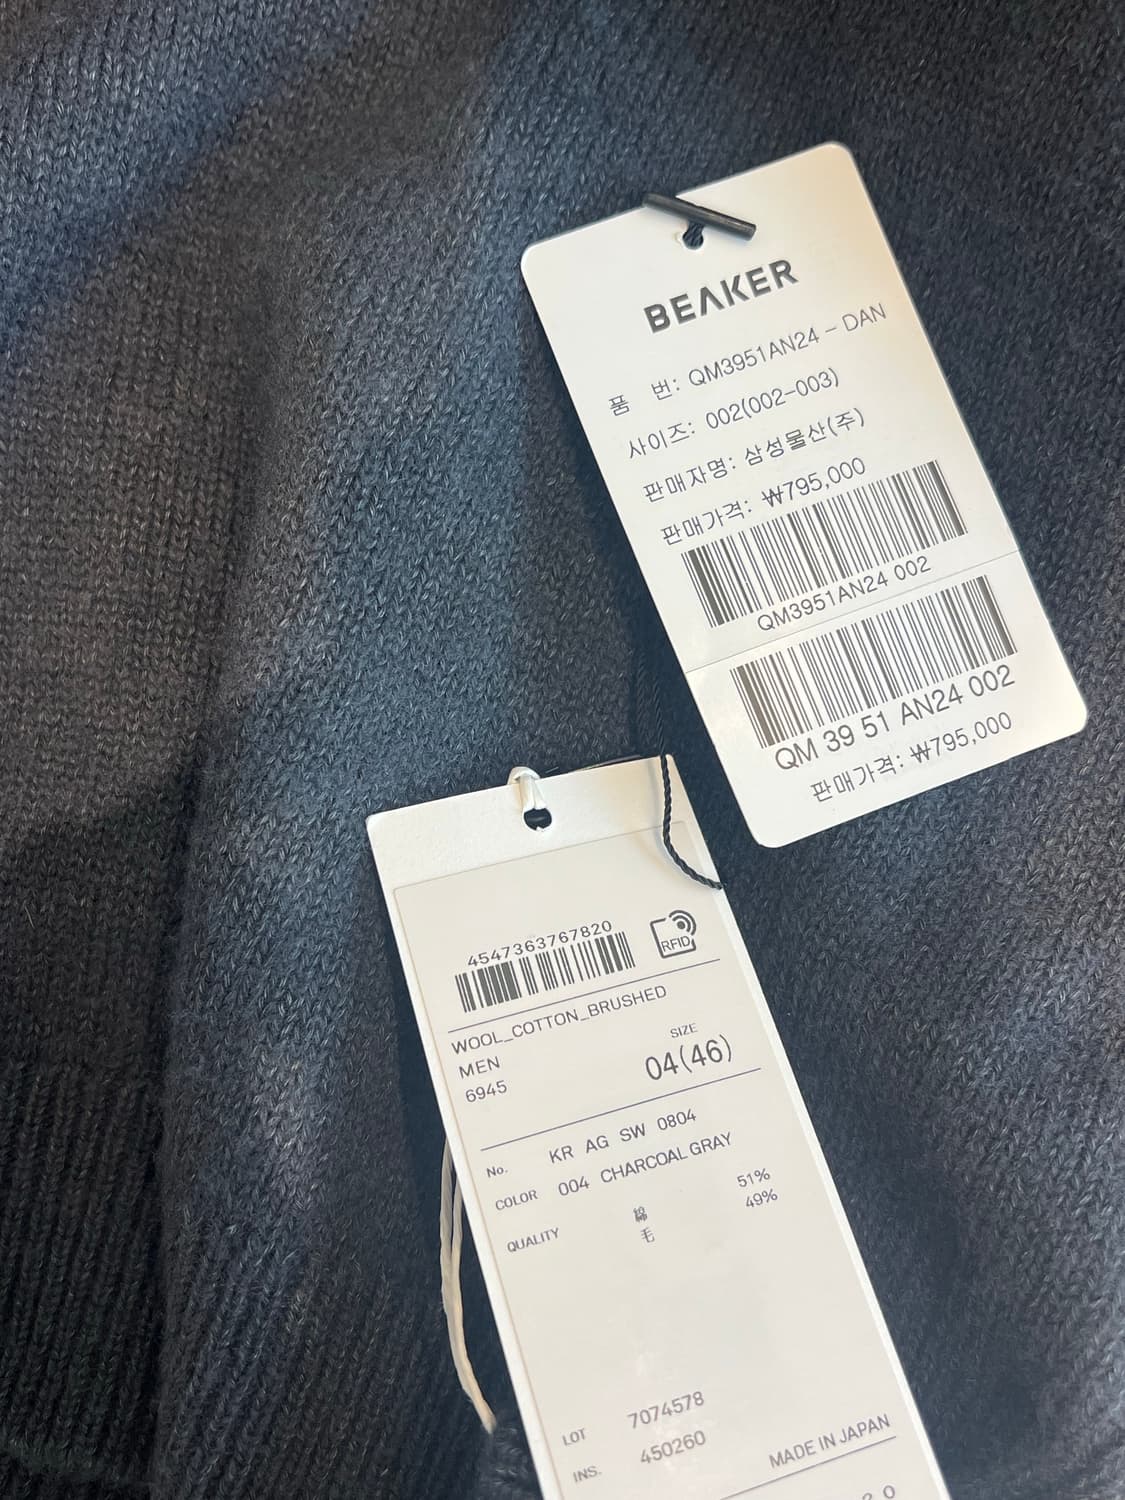 BEAKER
품 번: QM3951AN24 - DAN
사이즈: 002(002-003)
판매자명: 삼성물산(주)
판매가격: ₩795,000
QM3951AN24 002
QM 39 51 AN24 002
판매가격: ₩795,000
4547363767820
RFID
WOOL_COTTON_BRUSHED
MEN
6945
SIZE
04(46)
No. KR AG SW 0804
COLOR 004 CHARCOAL GRAY
QUALITY 綿 51%
毛 49%
LOT 7074578
INS. 450260
MADE IN JAPAN